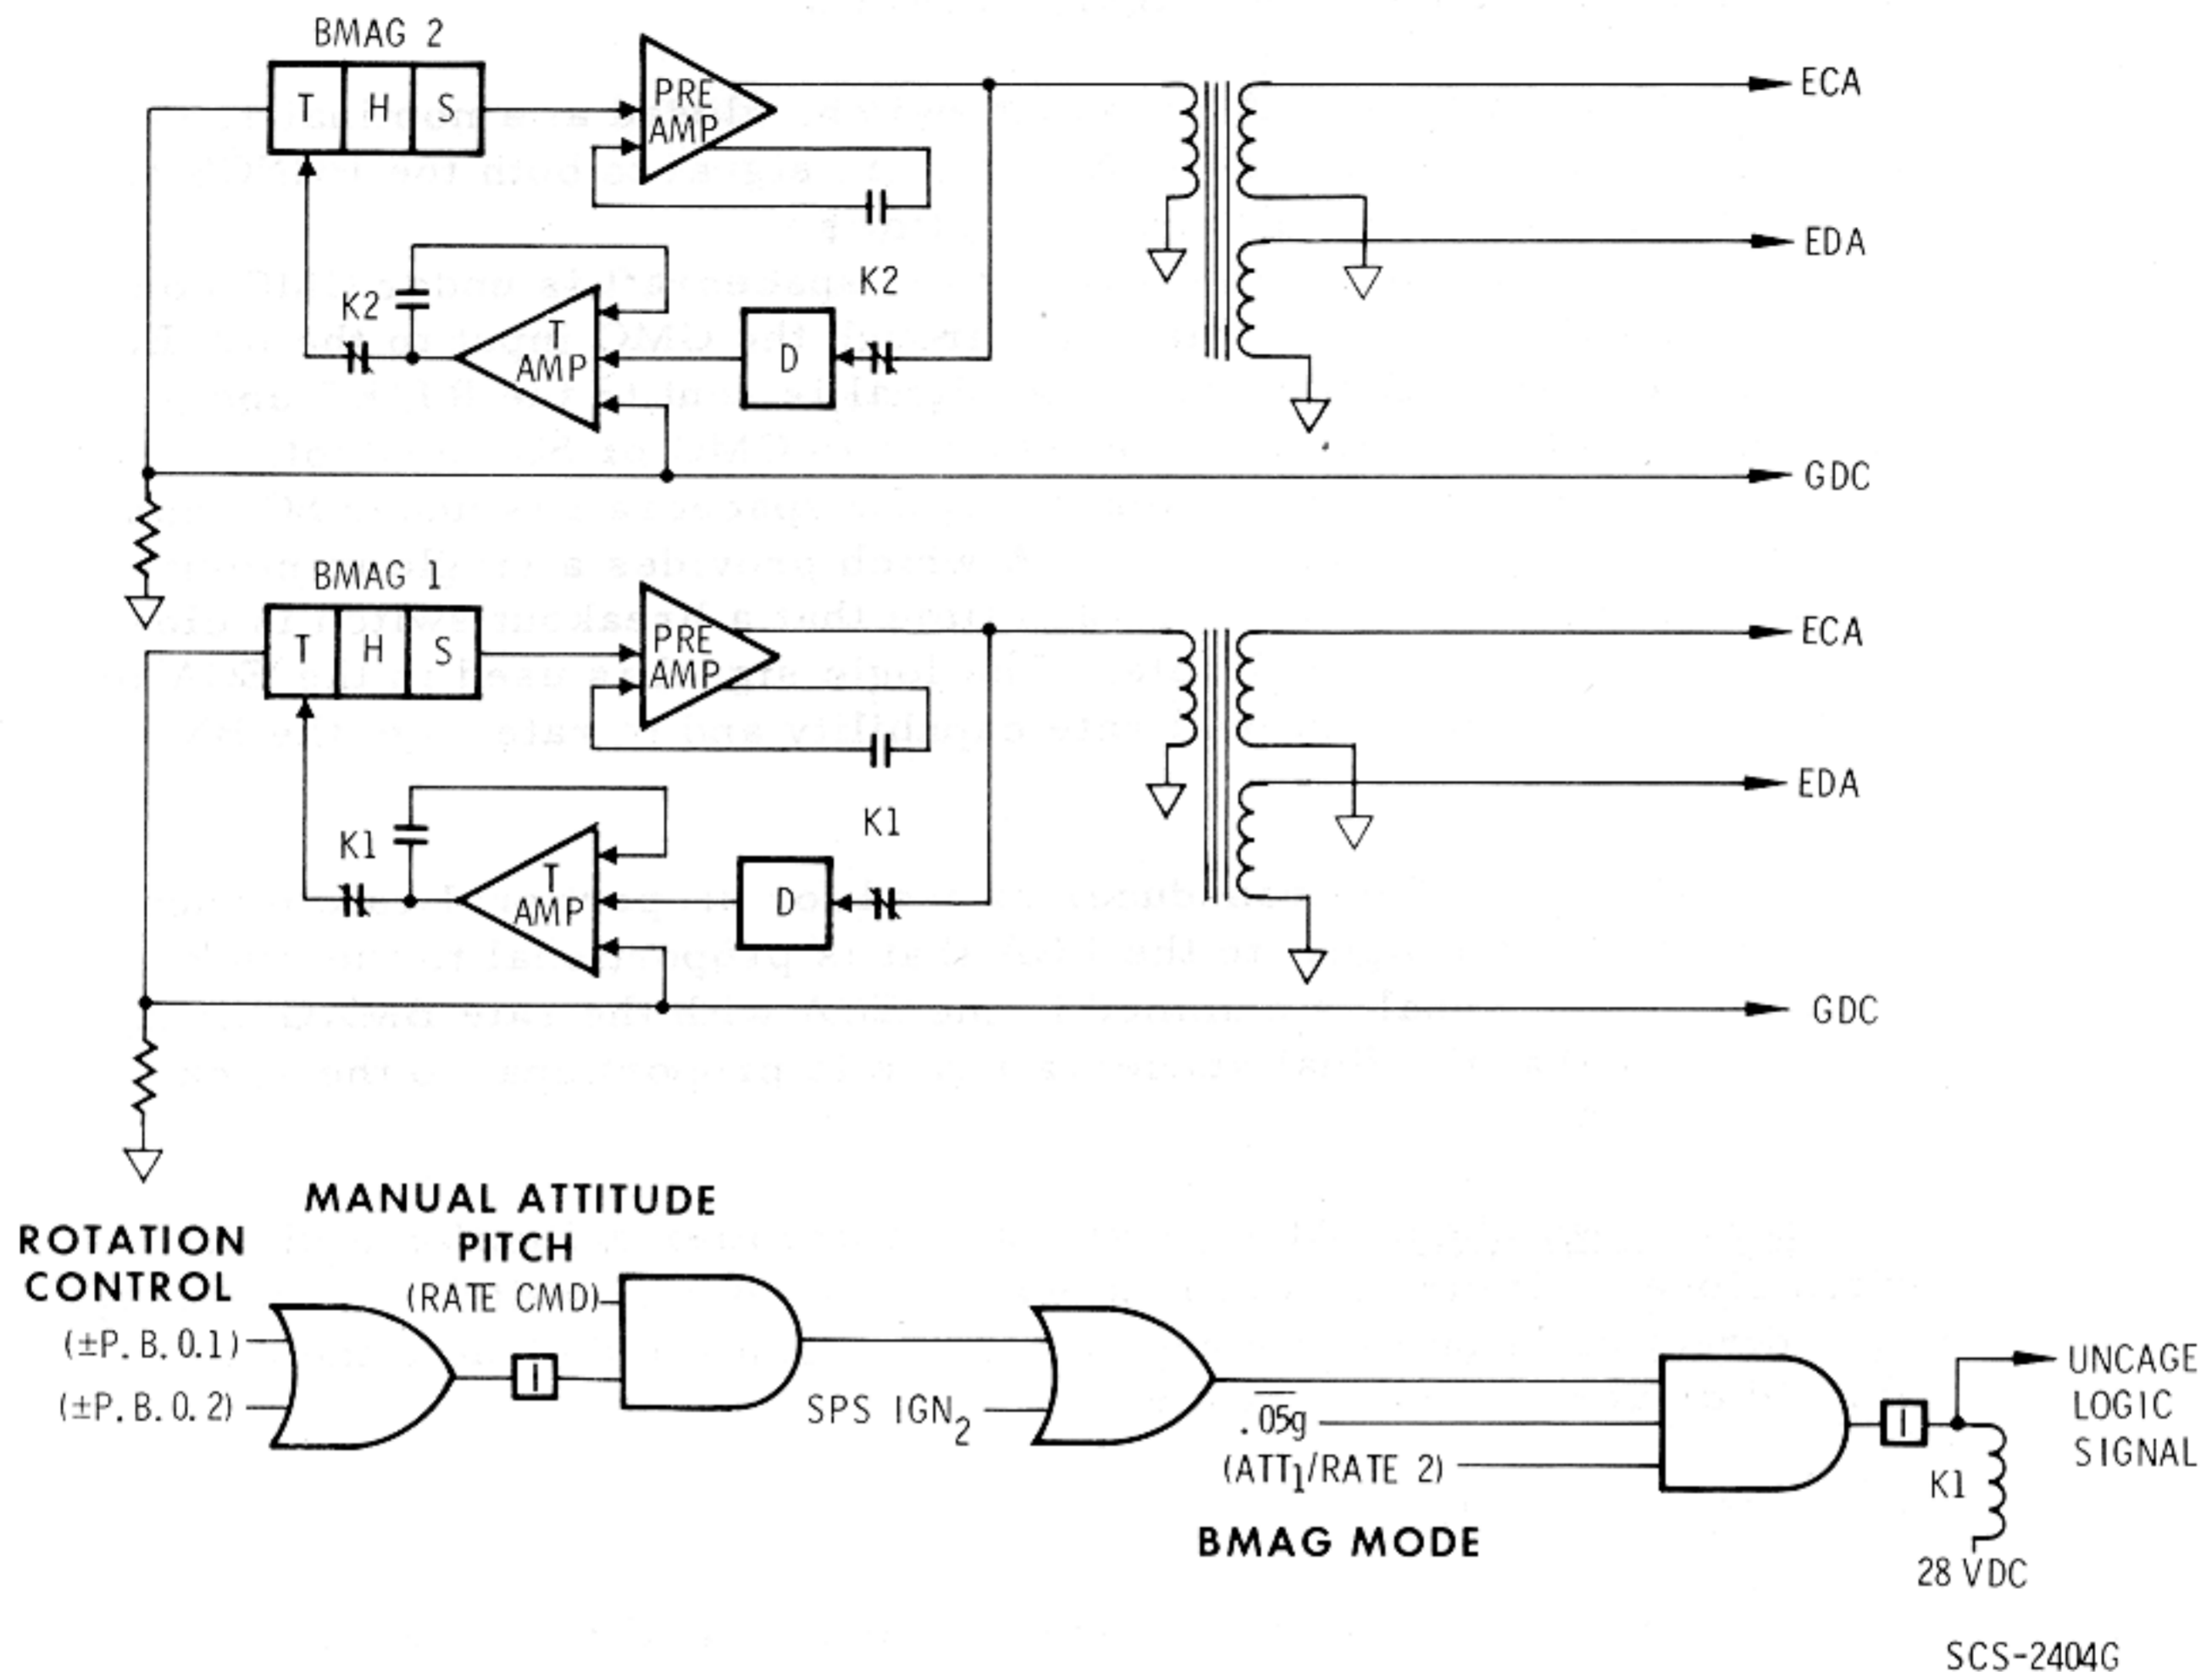 BMAG 2
T H S
PRE
AMP
ECA
EDA
K2
K2
T
AMP
D
GDC
BMAG 1
T H S
PRE
AMP
ECA
EDA
K1
K1
T
AMP
D
GDC
MANUAL ATTITUDE
PITCH
(RATE CMD)
ROTATION
CONTROL
(±P. B. 0.1)
(±P. B. 0. 2)
I
SPS IGN2
.05g
(ATT1/RATE 2)
BMAG MODE
I
UNCAGE
LOGIC
SIGNAL
K1
28 VDC
SCS-2404G